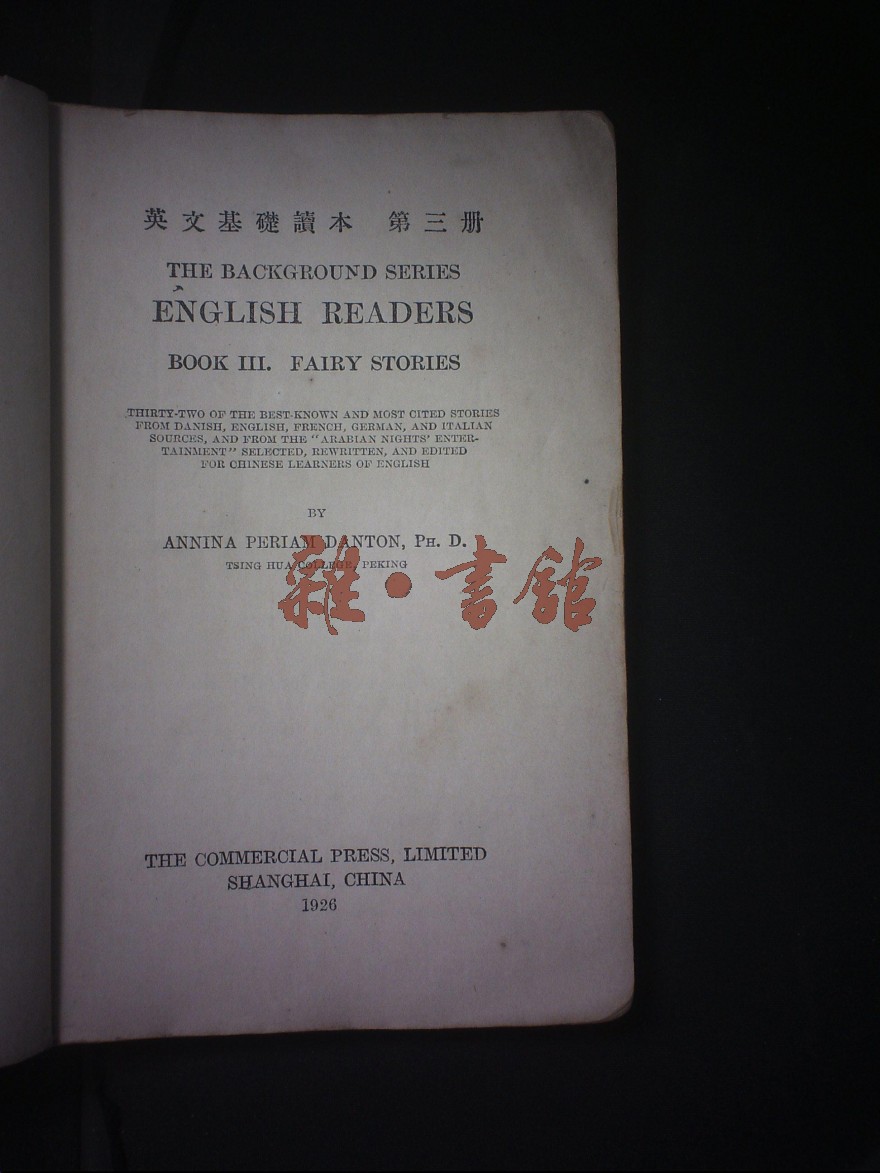 英文基礎讀本 第三册
THE BACKGROUND SERIES
ENGLISH READERS
BOOK III. FAIRY STORIES
THIRTY-TWO OF THE BEST-KNOWN AND MOST CITED STORIES
FROM DANISH, ENGLISH, FRENCH, GERMAN, AND ITALIAN
SOURCES, AND FROM THE "ARABIAN NIGHTS' ENTER-
TAINMENT" SELECTED, REWRITTEN, AND EDITED
FOR CHINESE LEARNERS OF ENGLISH
BY
ANNINA PERIAM DANTON, PH. D.
TSING HUA COLLEGE, PEKING
雜·書館
THE COMMERCIAL PRESS, LIMITED
SHANGHAI, CHINA
1926